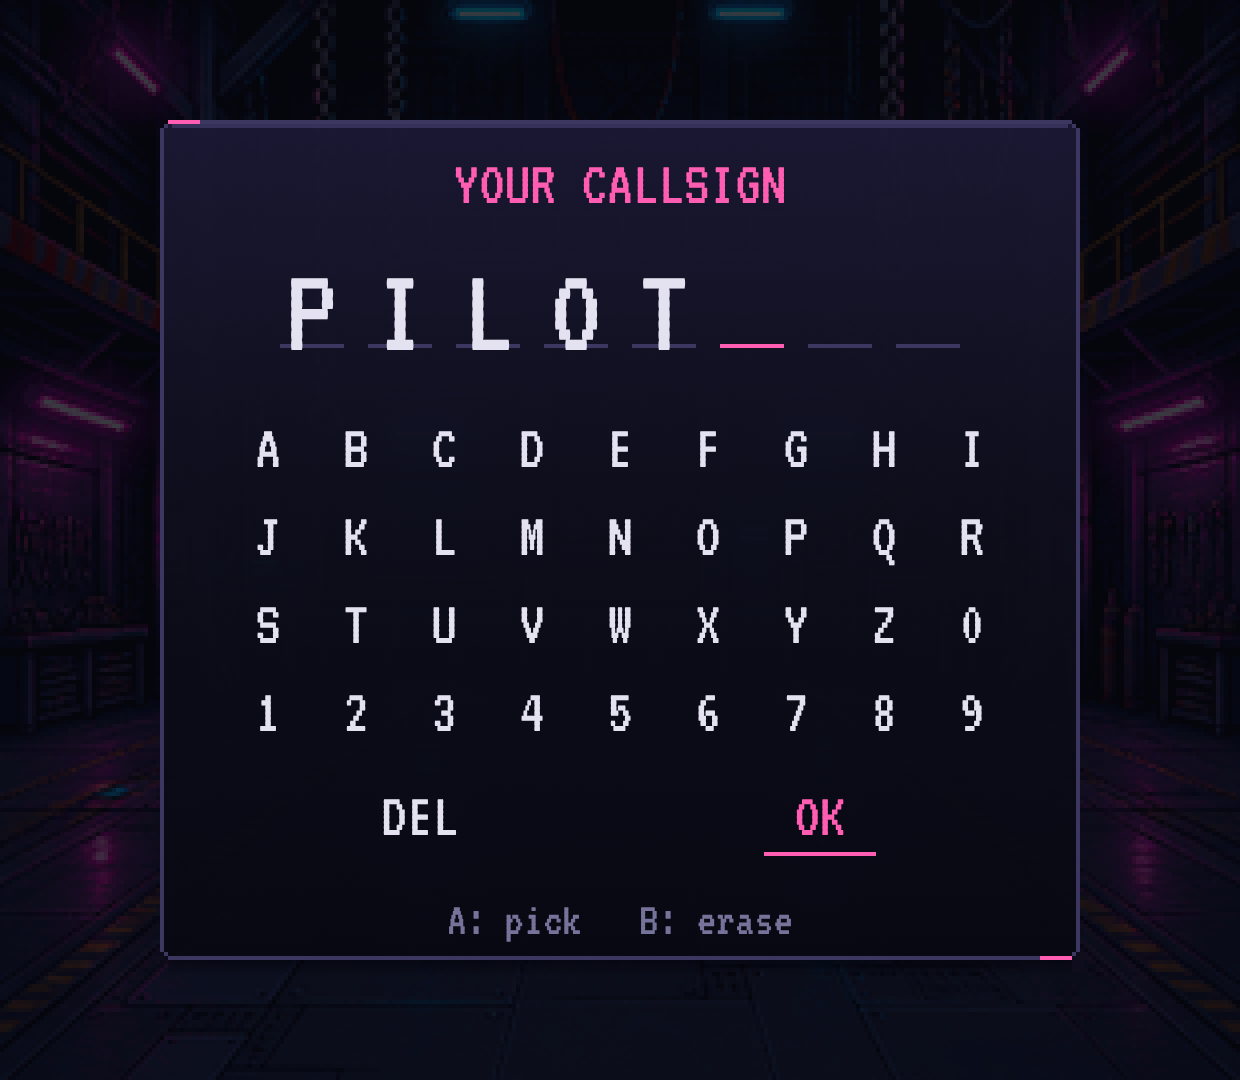 YOUR CALLSIGN
PILOT
A B C D E F G H I
J K L M N O P Q R
S T U V W X Y Z 0
1 2 3 4 5 6 7 8 9
DEL OK
A: pick B: erase